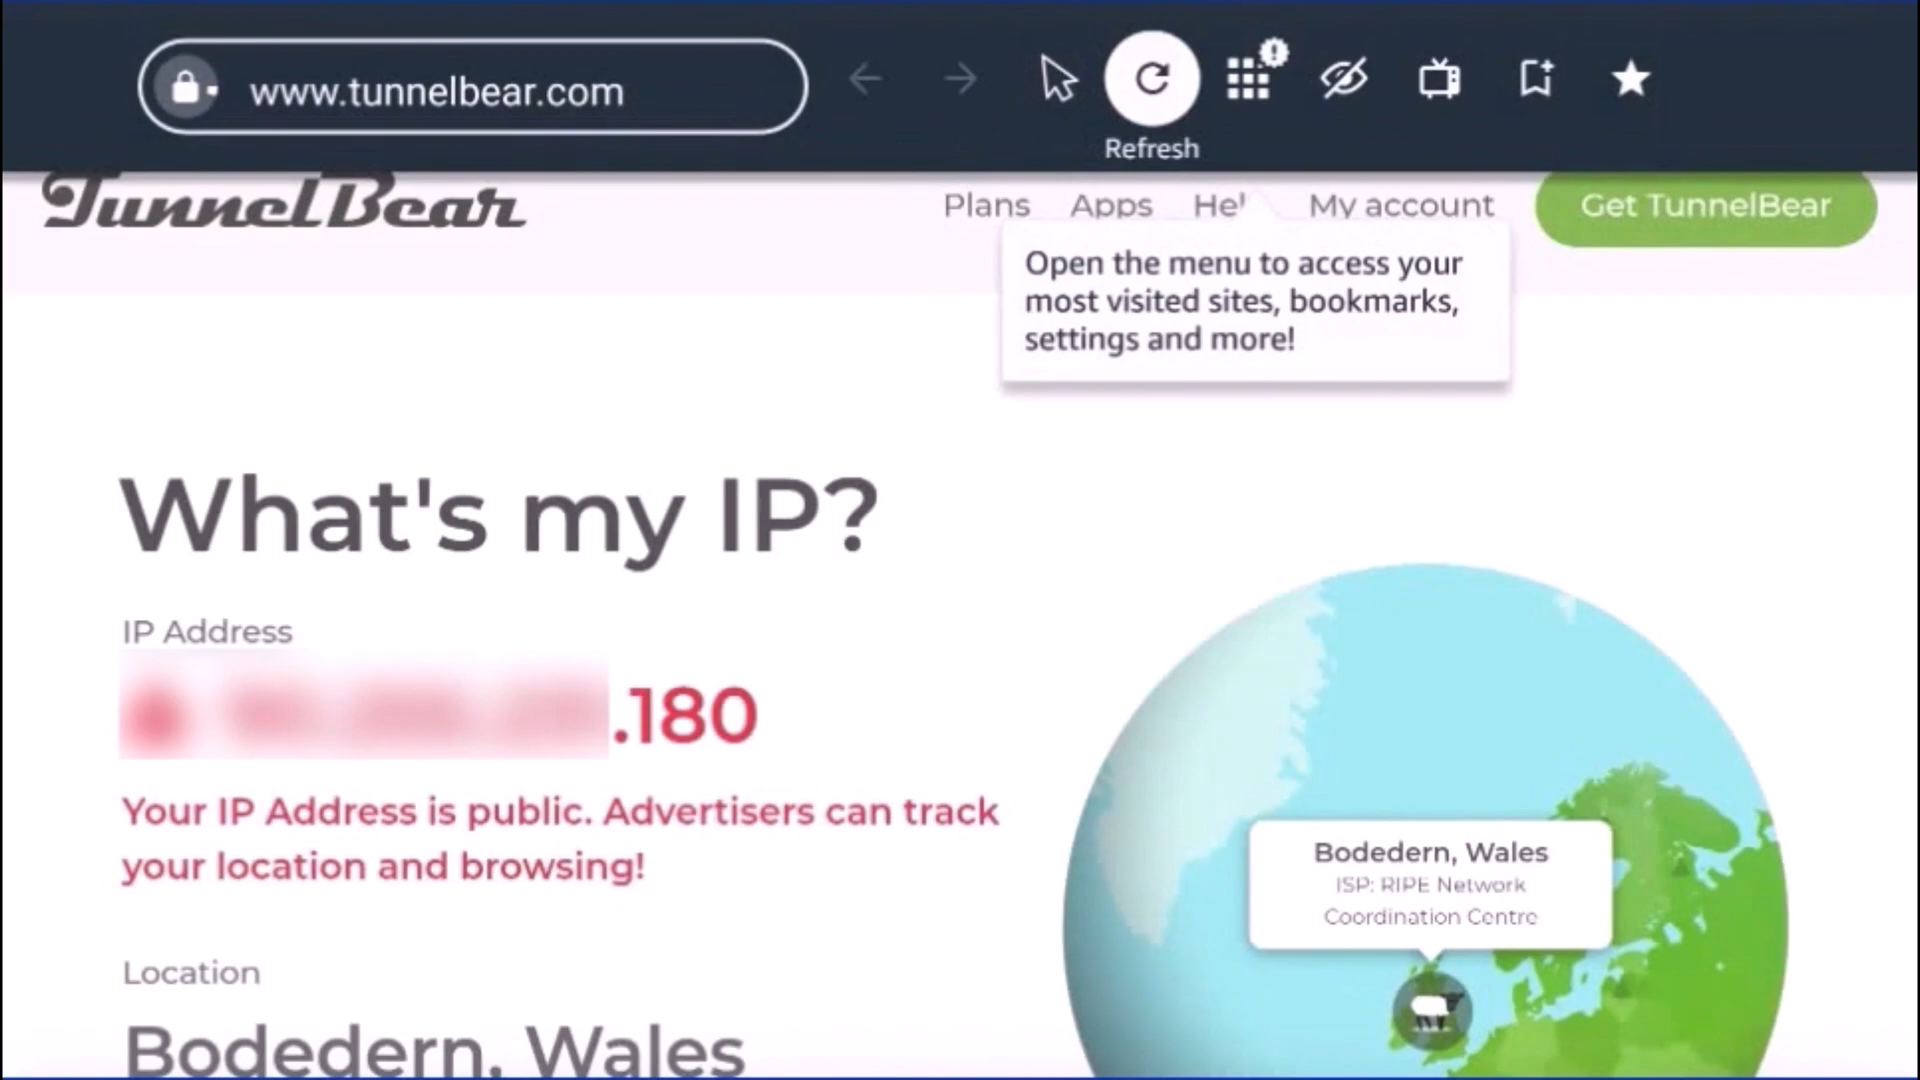 www.tunnelbear.com
Refresh
TunnelBear
Plans Apps Hel My account Get TunnelBear
Open the menu to access your
most visited sites, bookmarks,
settings and more!
What's my IP?
IP Address
.180
Your IP Address is public. Advertisers can track
your location and browsing!
Bodedern, Wales
ISP: RIPE Network
Coordination Centre
Location
Bodedern, Wales